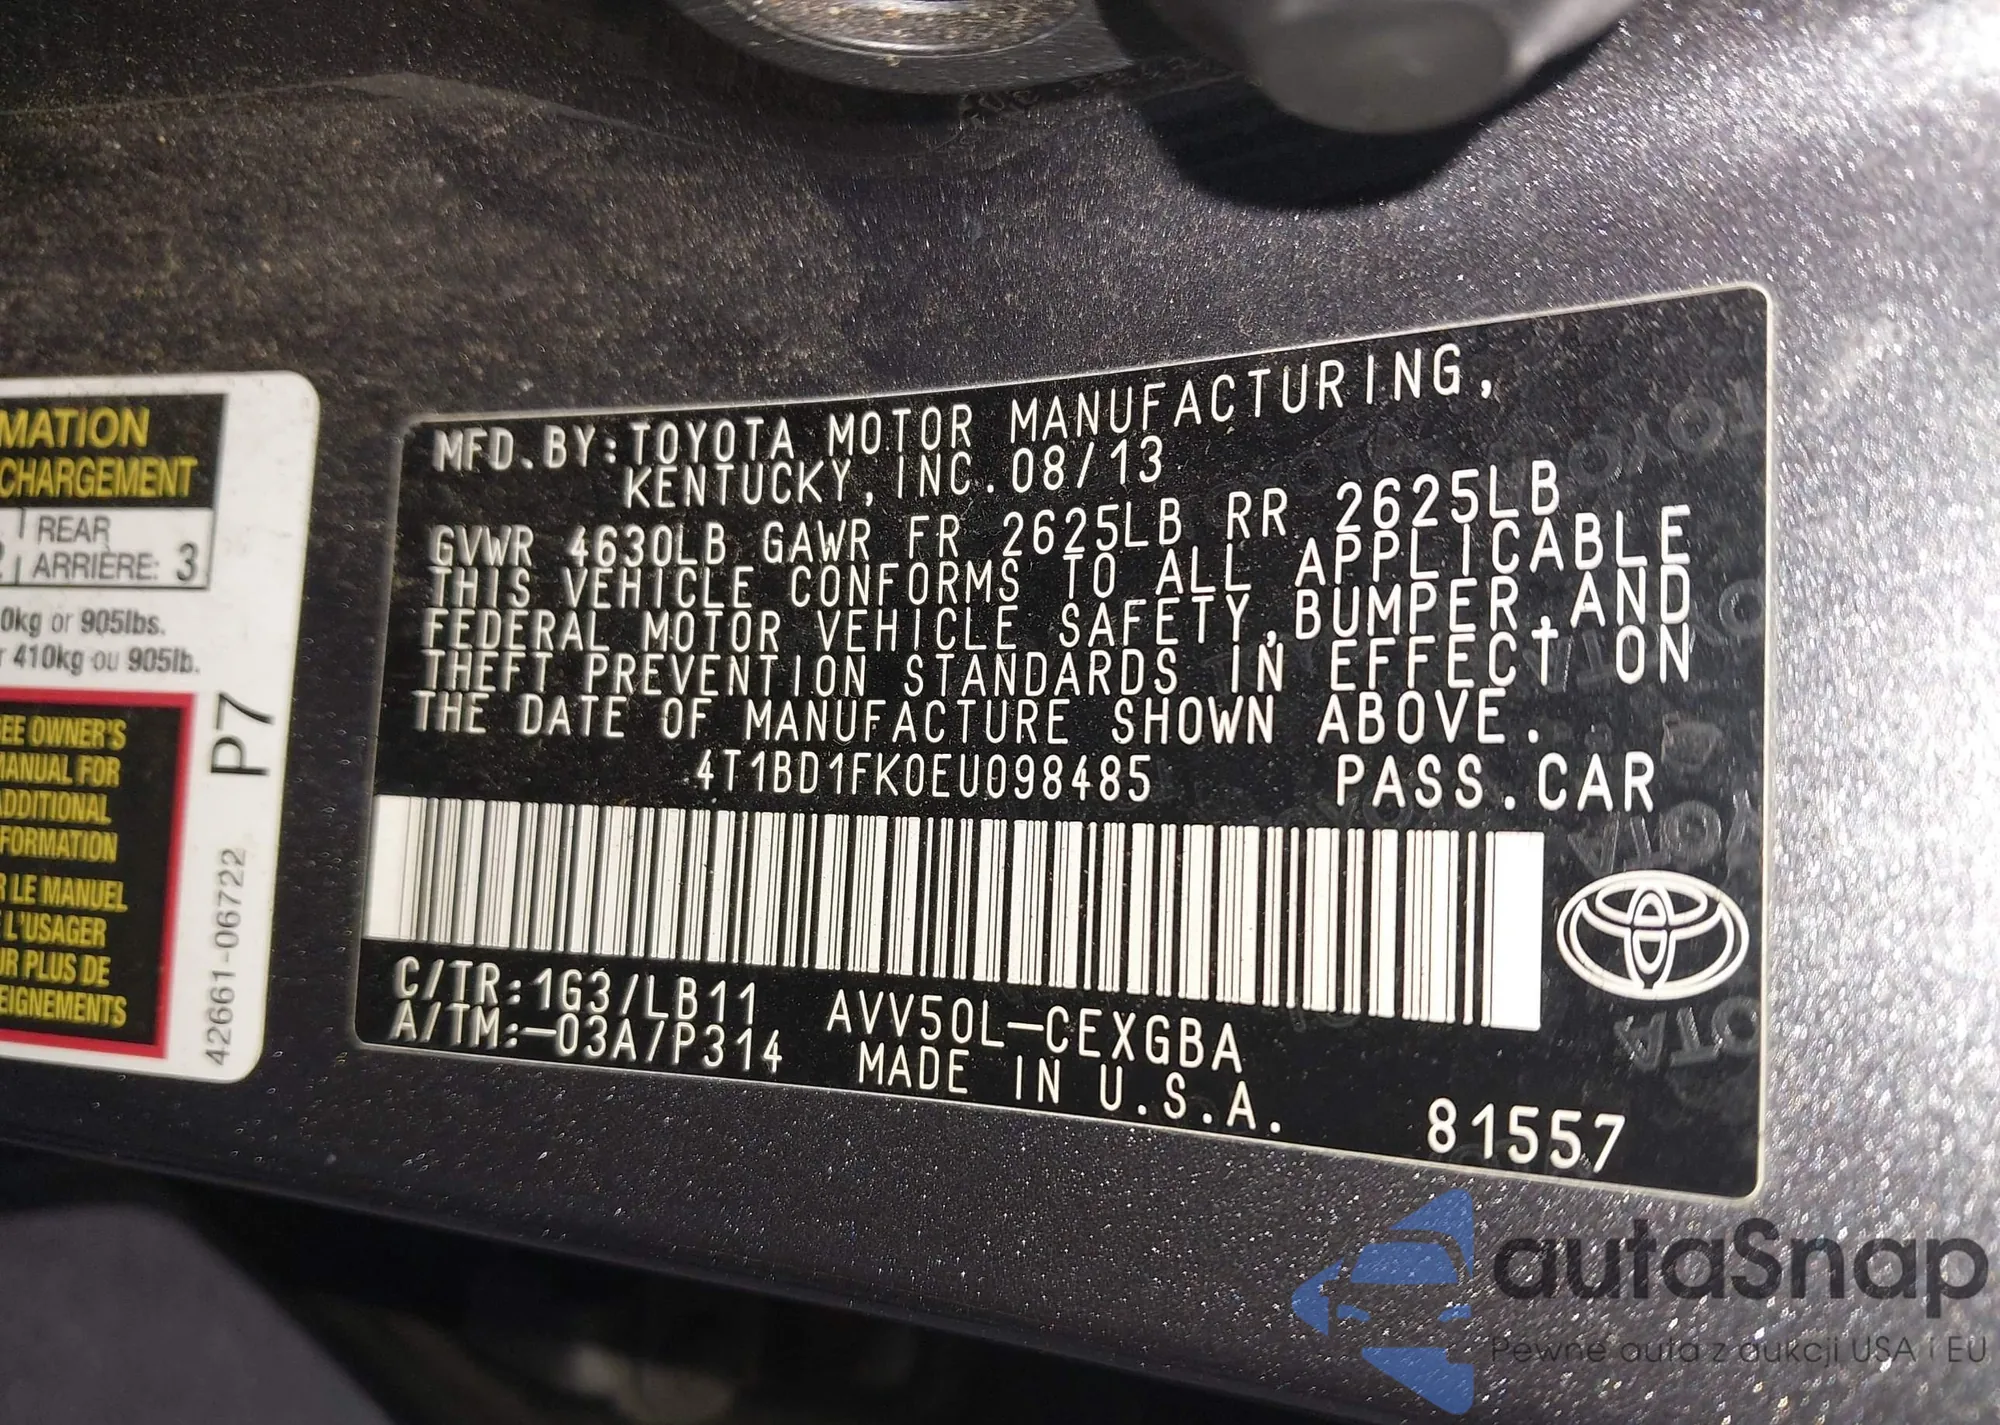 MATION
CHARGEMENT
REAR
ARRIÈRE: 3
0kg or 905lbs.
410kg ou 905lb.
EE OWNER'S
MANUAL FOR
ADDITIONAL
FORMATION
R LE MANUEL
L'USAGER
UR PLUS DE
EIGNEMENTS
P7
42661-06722
MFD.BY:TOYOTA MOTOR MANUFACTURING,
KENTUCKY, INC. 08/13
GVWR 4630LB GAWR FR 2625LB RR 2625LB
THIS VEHICLE CONFORMS TO ALL APPLICABLE
FEDERAL MOTOR VEHICLE SAFETY, BUMPER, AND
THEFT PREVENTION STANDARDS IN EFFECT ON
THE DATE OF MANUFACTURE SHOWN ABOVE.
4T1BD1FK0EU098485 PASS.CAR
C/TR:1G3/LB11 AVV50L-CEXGBA
A/TM:-03A/P314 MADE IN U.S.A.
81557
autaSnap
Pewne auta z aukcji USA i EU